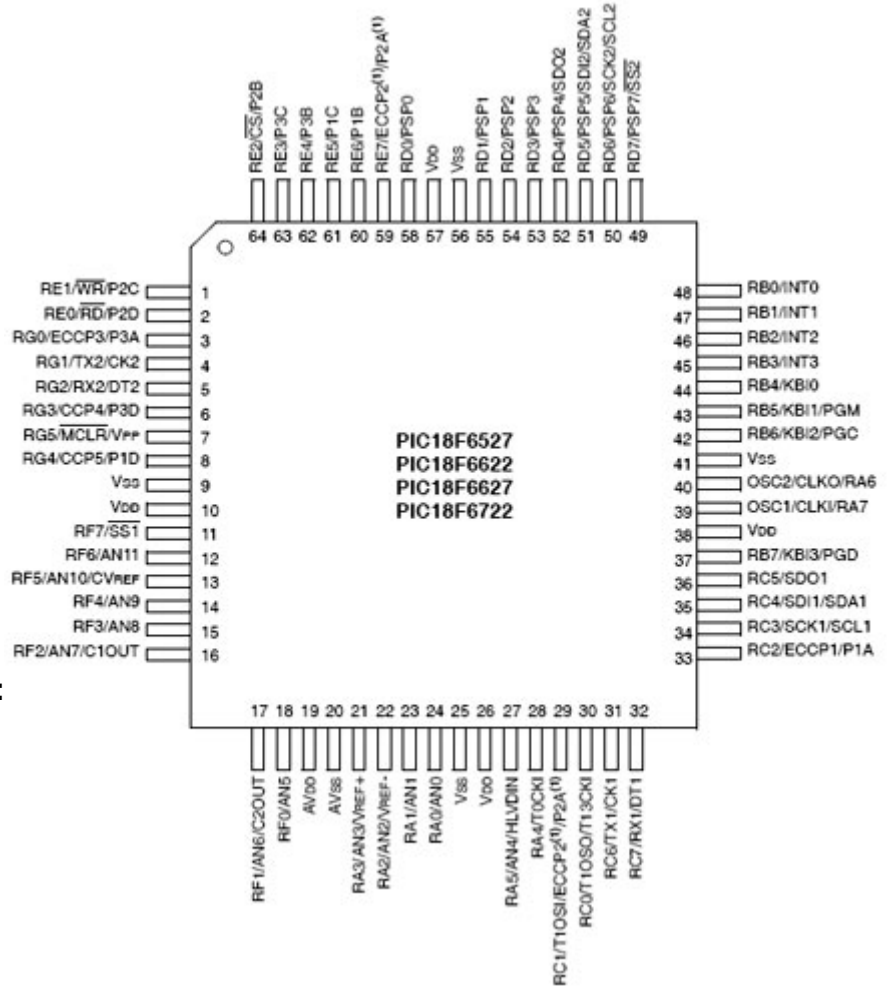 RE2/CS/P2B
RE3/P3C
RE4/P3B
RE5/P1C
RE6/P1B
RE7/ECCP2(1)/P2A(1)
RD0/PSP0
VDD
VSS
RD1/PSP1
RD2/PSP2
RD3/PSP3
RD4/PSP4/SDO2
RD5/PSP5/SDI2/SDA2
RD6/PSP6/SCK2/SCL2
RD7/PSP7/SS2
64 63 62 61 60 59 58 57 56 55 54 53 52 51 50 49
RE1/WR/P2C 1
RE0/RD/P2D 2
RG0/ECCP3/P3A 3
RG1/TX2/CK2 4
RG2/RX2/DT2 5
RG3/CCP4/P3D 6
RG5/MCLR/VPP 7
RG4/CCP5/P1D 8
VSS 9
VDD 10
RF7/SS1 11
RF6/AN11 12
RF5/AN10/CVREF 13
RF4/AN9 14
RF3/AN8 15
RF2/AN7/C1OUT 16
PIC18F6527
PIC18F6622
PIC18F6627
PIC18F6722
48 RB0/INT0
47 RB1/INT1
46 RB2/INT2
45 RB3/INT3
44 RB4/KBI0
43 RB5/KBI1/PGM
42 RB6/KBI2/PGC
41 VSS
40 OSC2/CLKO/RA6
39 OSC1/CLKI/RA7
38 VDD
37 RB7/KBI3/PGD
36 RC5/SDO1
35 RC4/SDI1/SDA1
34 RC3/SCK1/SCL1
33 RC2/ECCP1/P1A
:
17 18 19 20 21 22 23 24 25 26 27 28 29 30 31 32
RF1/AN6/C2OUT
RF0/AN5
AVDD
AVSS
RA3/AN3/VREF+
RA2/AN2/VREF-
RA1/AN1
RA0/AN0
VSS
VDD
RA5/AN4/HLVDIN
RA4/T0CKI
RC1/T1OSI/ECCP2(1)/P2A(1)
RC0/T1OSO/T13CKI
RC6/TX1/CK1
RC7/RX1/DT1